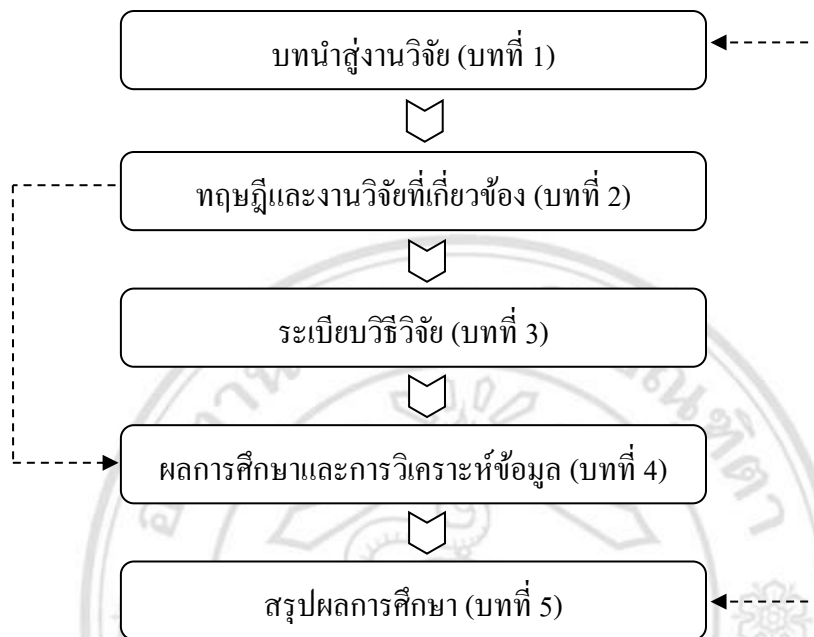 บทนำสู่งานวิจัย (บทที่ 1)
ทฤษฎีและงานวิจัยที่เกี่ยวข้อง (บทที่ 2)
ระเบียบวิธีวิจัย (บทที่ 3)
ผลการศึกษาและการวิเคราะห์ข้อมูล (บทที่ 4)
สรุปผลการศึกษา (บทที่ 5)